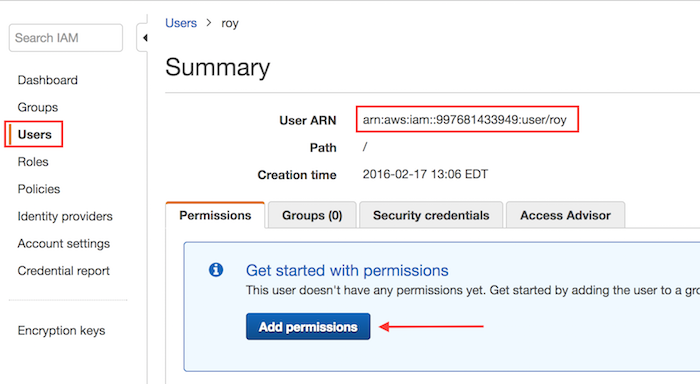 Users > roy
Search IAM
Summary
Dashboard
Groups
Users
Roles
Policies
Identity providers
Account settings
Credential report
Encryption keys
User ARN arn:aws:iam::997681433949:user/roy
Path /
Creation time 2016-02-17 13:06 EDT
Permissions Groups (0) Security credentials Access Advisor
Get started with permissions
This user doesn't have any permissions yet. Get started by adding the user to a gro
Add permissions